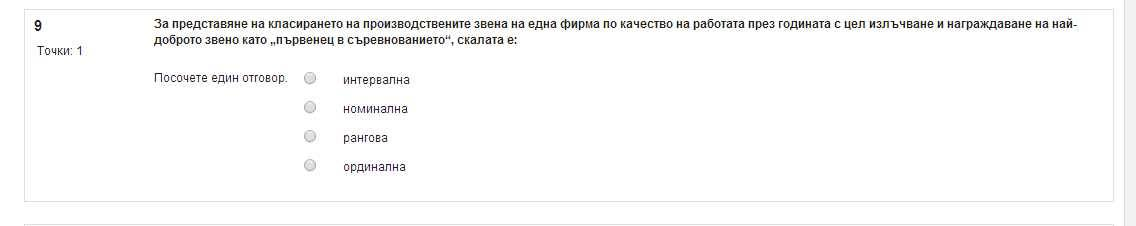 9
Точки: 1
За представяне на класирането на производствените звена на една фирма по качество на работата през годината с цел излъчване и награждаване на най-
доброто звено като „първенец в съревнованието“, скалата е:
Посочете един отговор.
интервална
номинална
рангова
ординална